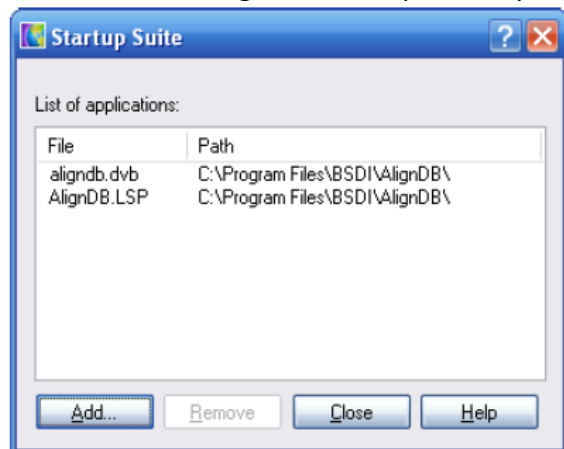 Startup Suite
List of applications:
File Path
aligndb.dvb C:\Program Files\BSDI\AlignDB\
AlignDB.LSP C:\Program Files\BSDI\AlignDB\
Add... Remove Close Help